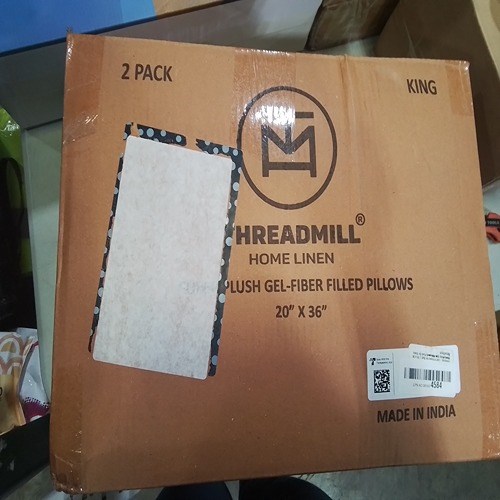 2 PACK
KING
THREADMILL®
HOME LINEN
PLUSH GEL-FIBER FILLED PILLOWS
20" X 36"
4584
MADE IN INDIA